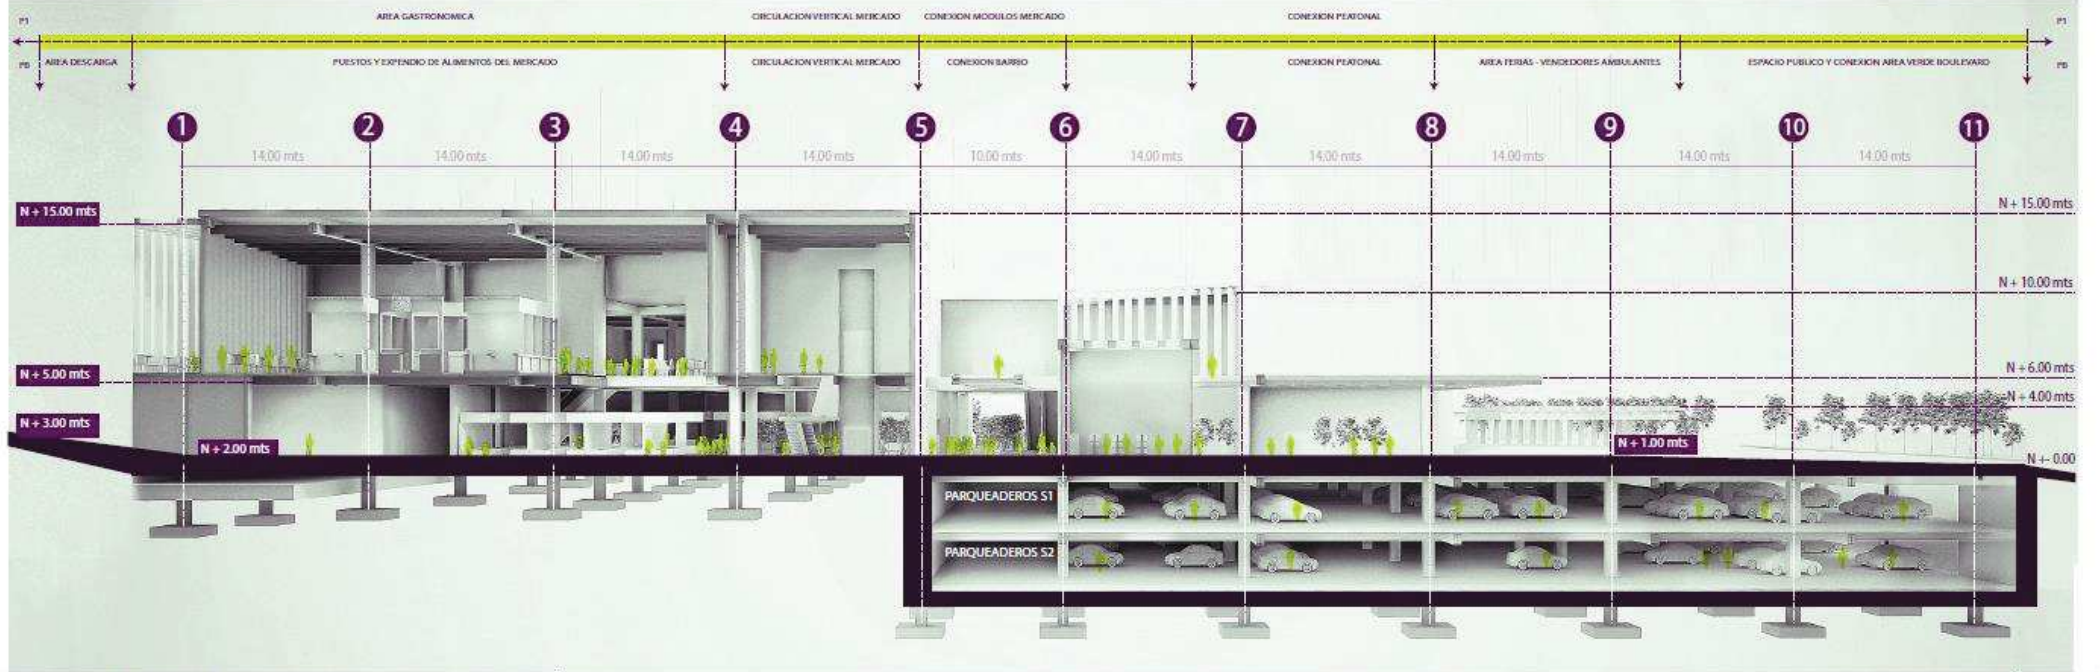 P1 AREA GASTRONOMICA CIRCULACION VERTICAL MERCADO CONEXION MODULOS MERCADO CONEXION PEATONAL P1
PB AREA DESCARGA PUESTOS Y EXPENDIO DE ALIMENTOS DEL MERCADO CIRCULACION VERTICAL MERCADO CONEXION BARRIO CONEXION PEATONAL AREA FERIAS - VENDEDORES AMBULANTES ESPACIO PUBLICO Y CONEXION AREA VERDE BOULEVARD PB
1 2 3 4 5 6 7 8 9 10 11
14.00 mts 14.00 mts 14.00 mts 14.00 mts 10.00 mts 14.00 mts 14.00 mts 14.00 mts 14.00 mts 14.00 mts
N + 15.00 mts N + 15.00 mts
N + 10.00 mts
N + 5.00 mts N + 6.00 mts
N + 4.00 mts
N + 3.00 mts
N + 2.00 mts N + 1.00 mts
N +- 0.00
PARQUEADEROS S1
PARQUEADEROS S2